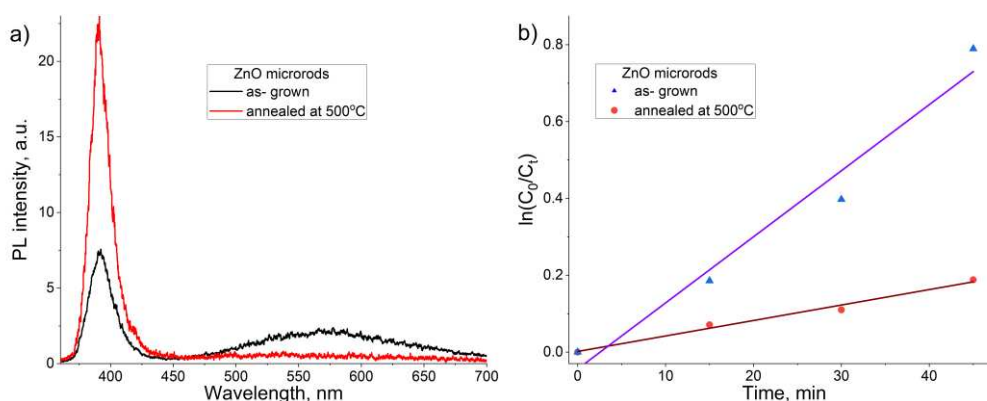 a)
PL intensity, a.u.
20
15
10
5
0
ZnO microrods
as- grown
annealed at 500°C
400 450 500 550 600 650 700
Wavelength, nm
b)
ln(C0/Ct)
0.8
0.6
0.4
0.2
0.0
ZnO microrods
as- grown
annealed at 500°C
0 10 20 30 40
Time, min